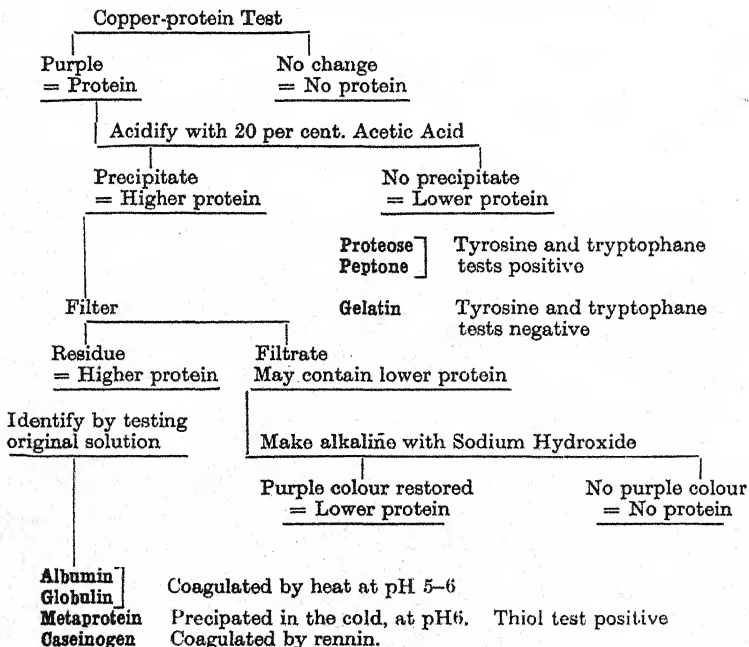 Copper-protein Test
Purple
= Protein
No change
= No protein
Acidify with 20 per cent. Acetic Acid
Precipitate
= Higher protein
No precipitate
= Lower protein
Proteose
Peptone
Tyrosine and tryptophane
tests positive
Gelatin
Tyrosine and tryptophane
tests negative
Filter
Residue
= Higher protein
Filtrate
May contain lower protein
Identify by testing
original solution
Make alkaline with Sodium Hydroxide
Purple colour restored
= Lower protein
No purple colour
= No protein
Albumin
Globulin
Coagulated by heat at pH 5–6
Metaprotein Precipated in the cold, at pH6. Thiol test positive
Caseinogen Coagulated by rennin.